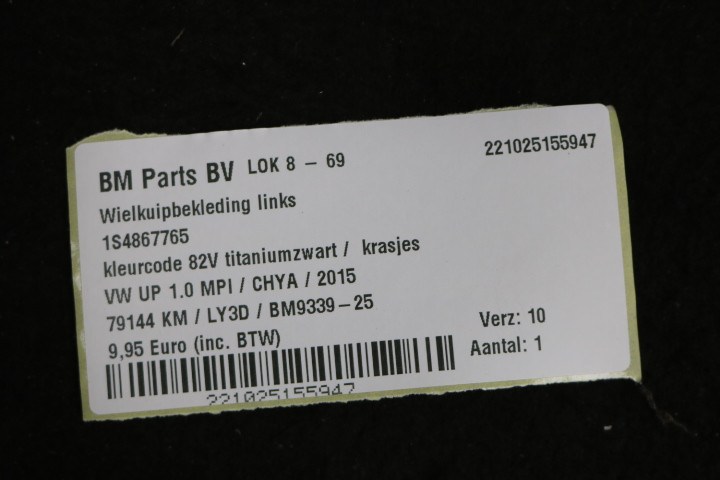 BM Parts BV LOK 8 - 69 221025155947
Wielkuipbekleding links
1S4867765
kleurcode 82V titaniumzwart / krasjes
VW UP 1.0 MPI / CHYA / 2015
79144 KM / LY3D / BM9339-25
9,95 Euro (inc. BTW)
Verz: 10
Aantal: 1
221025155947